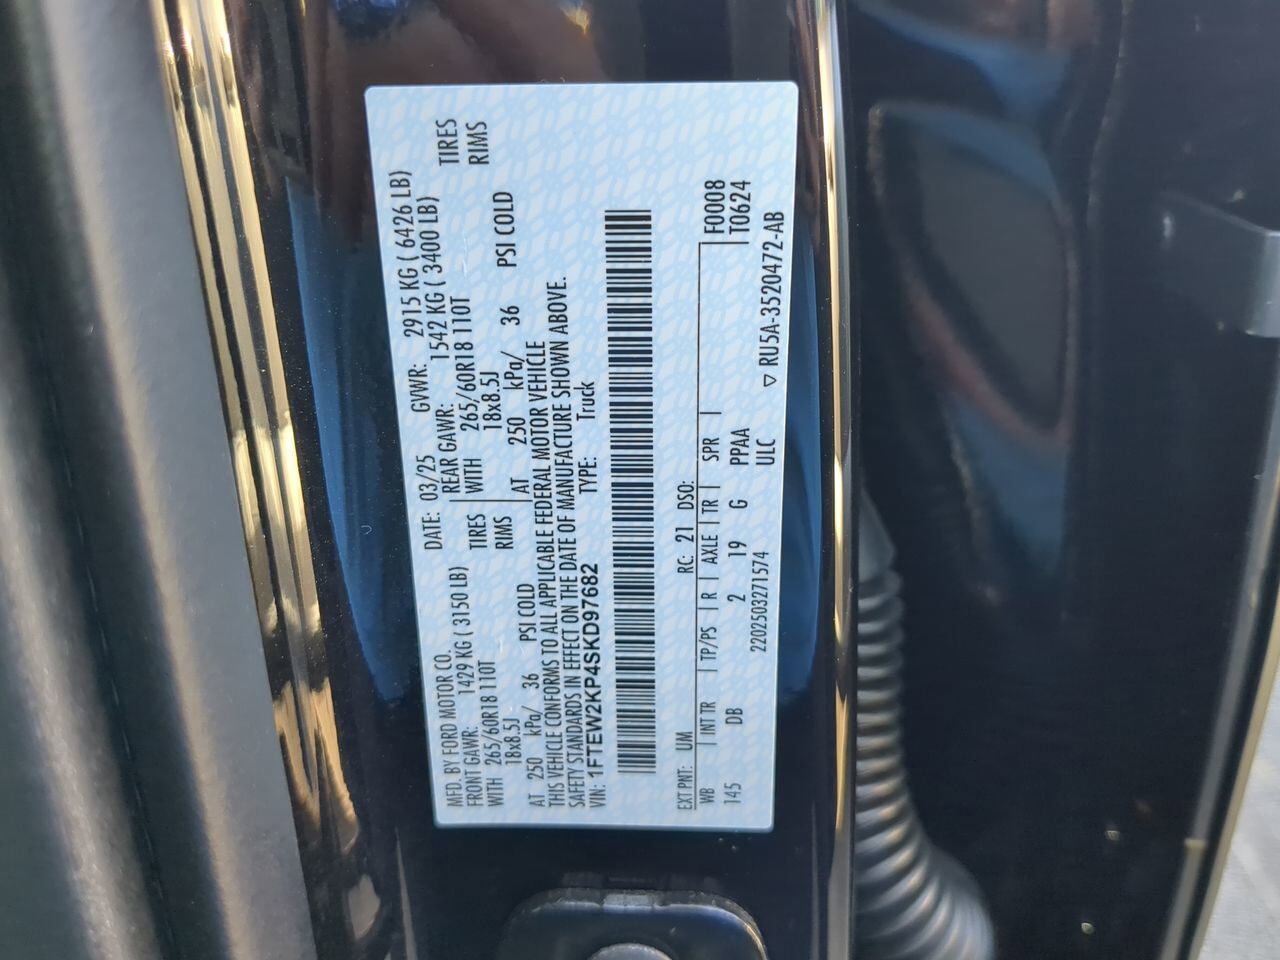 MFD. BY FORD MOTOR CO. DATE: 03/25 GVWR: 2915 KG ( 6426 LB)
FRONT GAWR: 1429 KG ( 3150 LB) REAR GAWR: 1542 KG ( 3400 LB)
WITH 265/60R18 110T TIRES WITH 265/60R18 110T TIRES
18x8.5J RIMS 18x8.5J RIMS
AT 250 kPa/ 36 PSI COLD AT 250 kPa/ 36 PSI COLD
THIS VEHICLE CONFORMS TO ALL APPLICABLE FEDERAL MOTOR VEHICLE
SAFETY STANDARDS IN EFFECT ON THE DATE OF MANUFACTURE SHOWN ABOVE.
VIN: 1FTEW2KP4SKD97682 TYPE: Truck
EXT PNT: UM RC: 21 DSO:
WB INT TR TP/PS R AXLE TR SPR F0008
145 DB 2 19 G PPAA T0624
2202503271574 ULC
▽ RU5A-3520472-AB